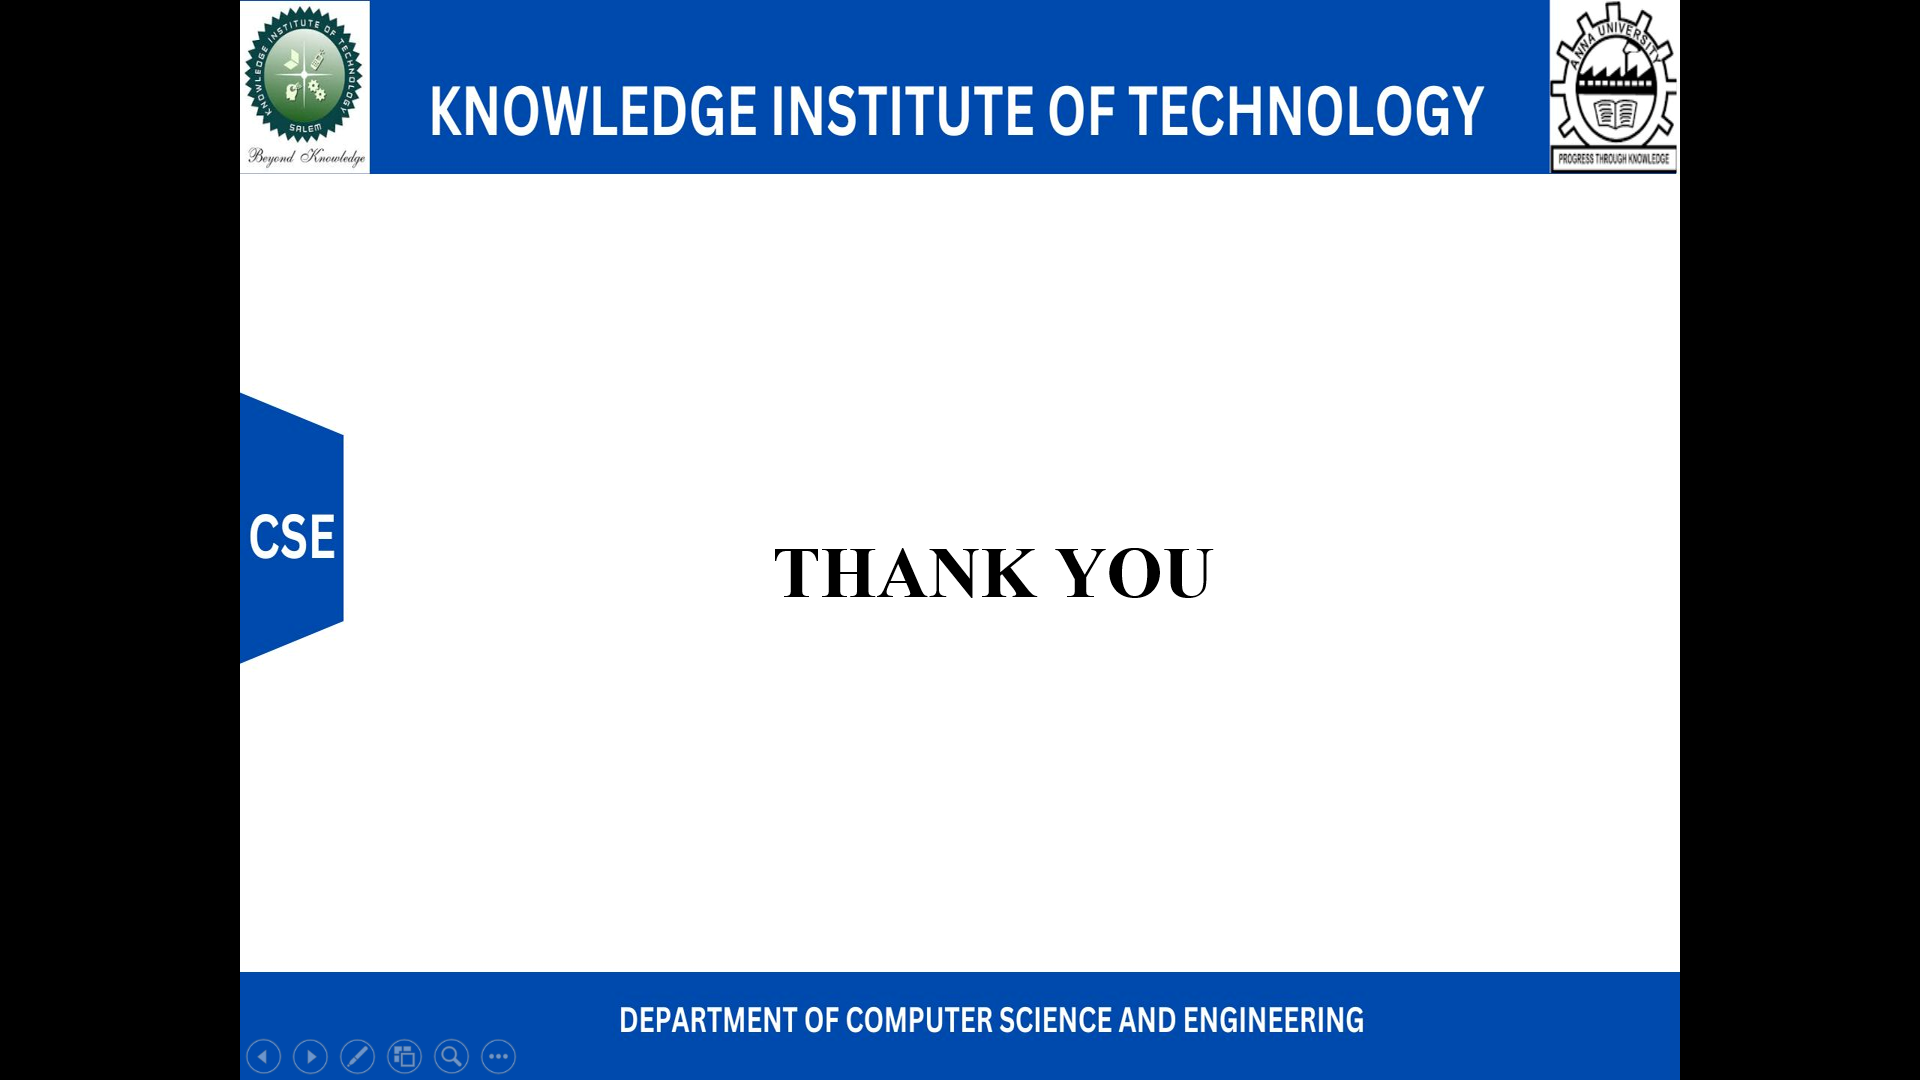 KNOWLEDGE INSTITUTE OF TECHNOLOGY
SALEM
Beyond Knowledge
KNOWLEDGE INSTITUTE OF TECHNOLOGY
ANNA UNIVERSITY
PROGRESS THROUGH KNOWLEDGE
CSE
THANK YOU
DEPARTMENT OF COMPUTER SCIENCE AND ENGINEERING